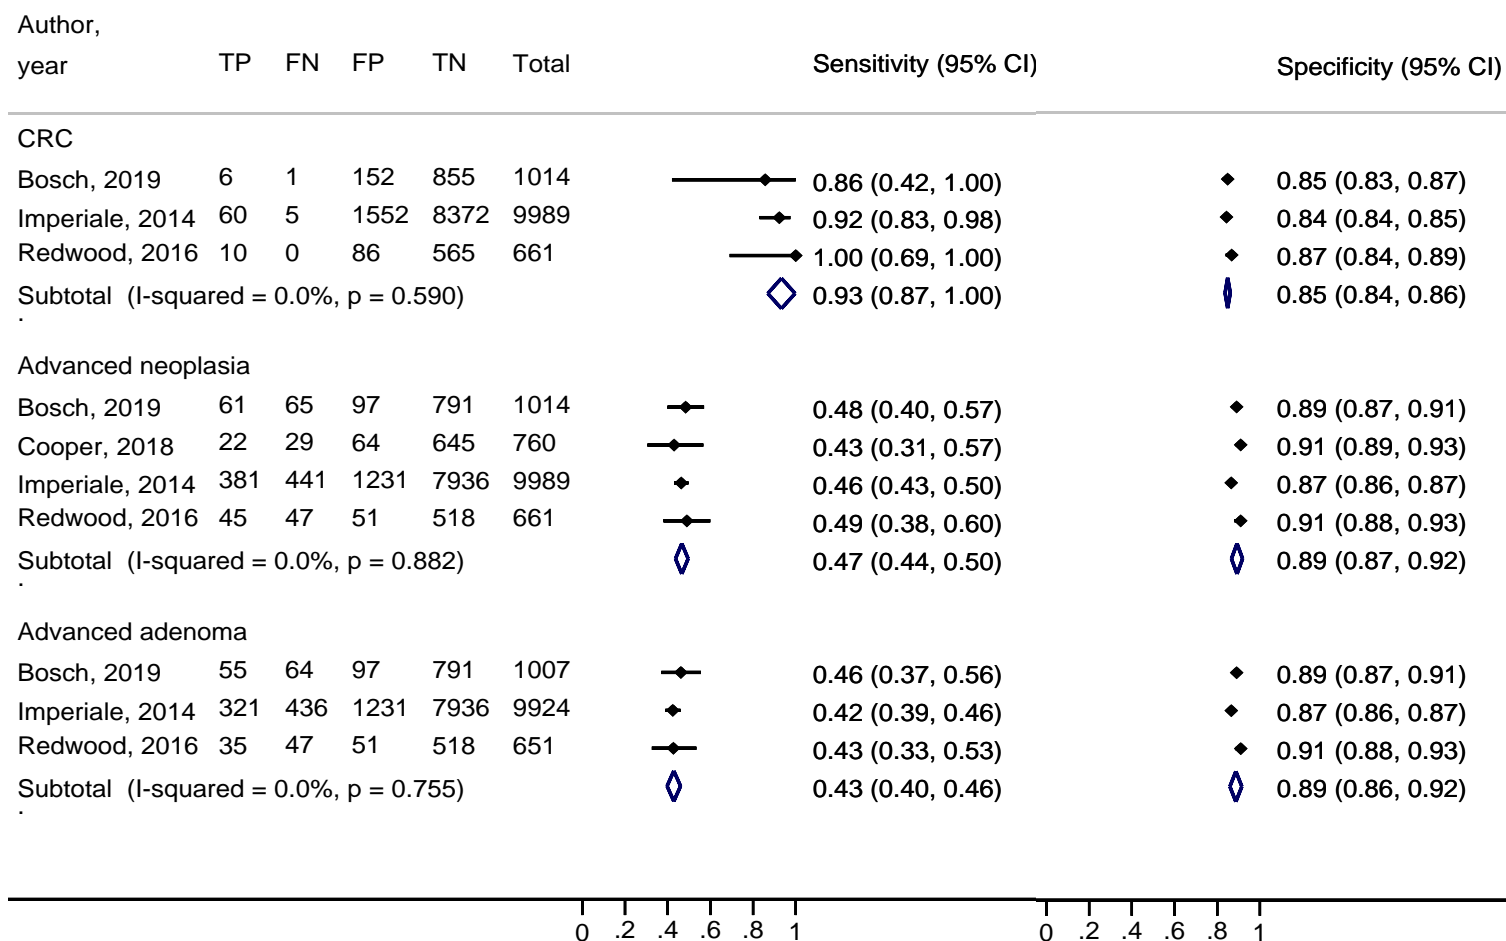 Author,
year TP FN FP TN Total Sensitivity (95% CI) Specificity (95% CI)
CRC
Bosch, 2019 6 1 152 855 1014 0.86 (0.42, 1.00) 0.85 (0.83, 0.87)
Imperiale, 2014 60 5 1552 8372 9989 0.92 (0.83, 0.98) 0.84 (0.84, 0.85)
Redwood, 2016 10 0 86 565 661 1.00 (0.69, 1.00) 0.87 (0.84, 0.89)
Subtotal (I-squared = 0.0%, p = 0.590) 0.93 (0.87, 1.00) 0.85 (0.84, 0.86)
.
Advanced neoplasia
Bosch, 2019 61 65 97 791 1014 0.48 (0.40, 0.57) 0.89 (0.87, 0.91)
Cooper, 2018 22 29 64 645 760 0.43 (0.31, 0.57) 0.91 (0.89, 0.93)
Imperiale, 2014 381 441 1231 7936 9989 0.46 (0.43, 0.50) 0.87 (0.86, 0.87)
Redwood, 2016 45 47 51 518 661 0.49 (0.38, 0.60) 0.91 (0.88, 0.93)
Subtotal (I-squared = 0.0%, p = 0.882) 0.47 (0.44, 0.50) 0.89 (0.87, 0.92)
.
Advanced adenoma
Bosch, 2019 55 64 97 791 1007 0.46 (0.37, 0.56) 0.89 (0.87, 0.91)
Imperiale, 2014 321 436 1231 7936 9924 0.42 (0.39, 0.46) 0.87 (0.86, 0.87)
Redwood, 2016 35 47 51 518 651 0.43 (0.33, 0.53) 0.91 (0.88, 0.93)
Subtotal (I-squared = 0.0%, p = 0.755) 0.43 (0.40, 0.46) 0.89 (0.86, 0.92)
.
0 .2 .4 .6 .8 1 0 .2 .4 .6 .8 1